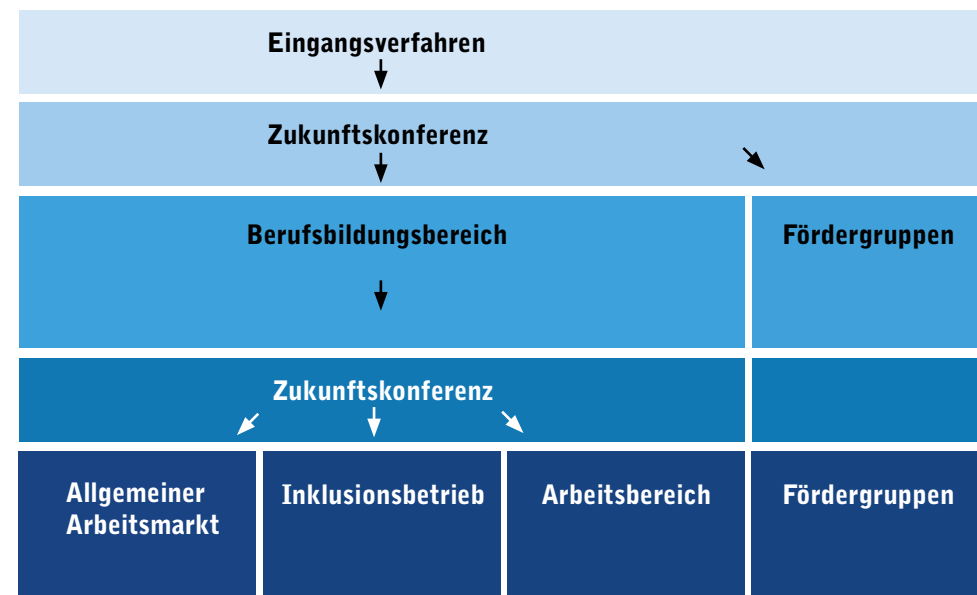 Eingangsverfahren
Zukunftskonferenz
Berufsbildungsbereich
Fördergruppen
Zukunftskonferenz
Allgemeiner
Arbeitsmarkt
Inklusionsbetrieb
Arbeitsbereich
Fördergruppen